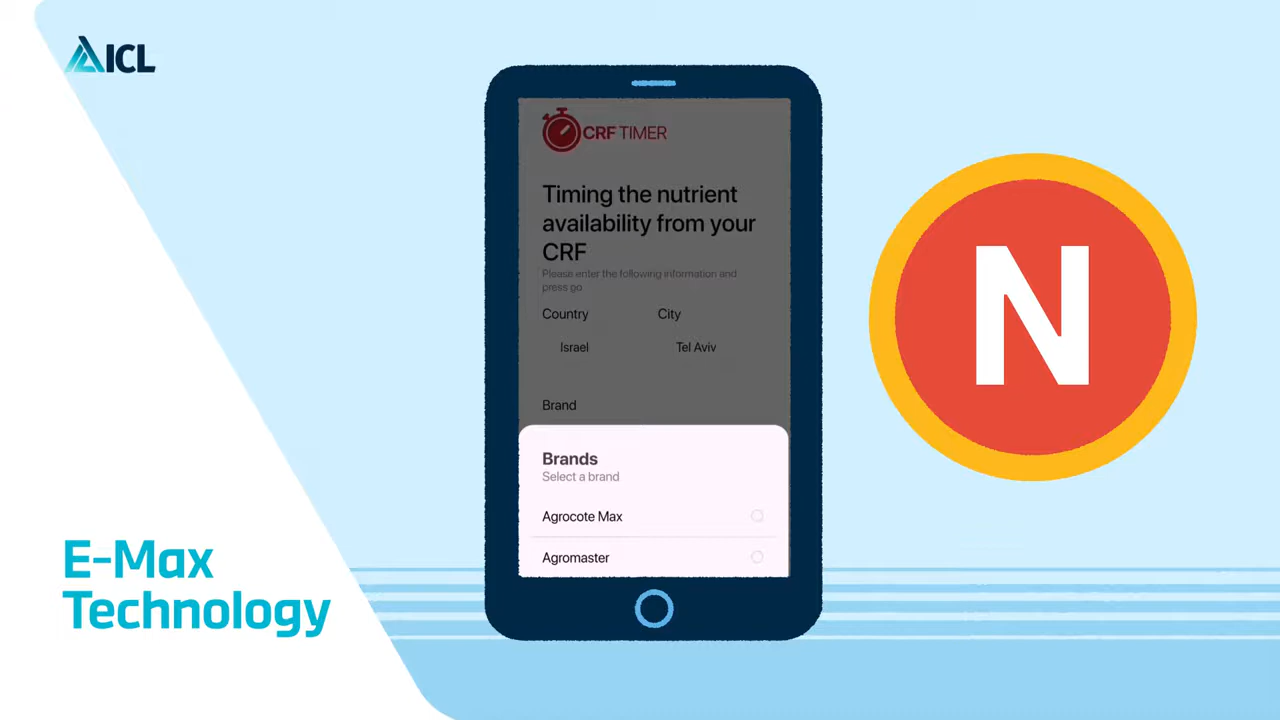 ICL
CRF TIMER
Timing the nutrient
availability from your
CRF
Please enter the following information and
press go
Country City
Israel Tel Aviv
Brand
Brands
Select a brand
Agrocote Max
Agromaster
N
E-Max
Technology